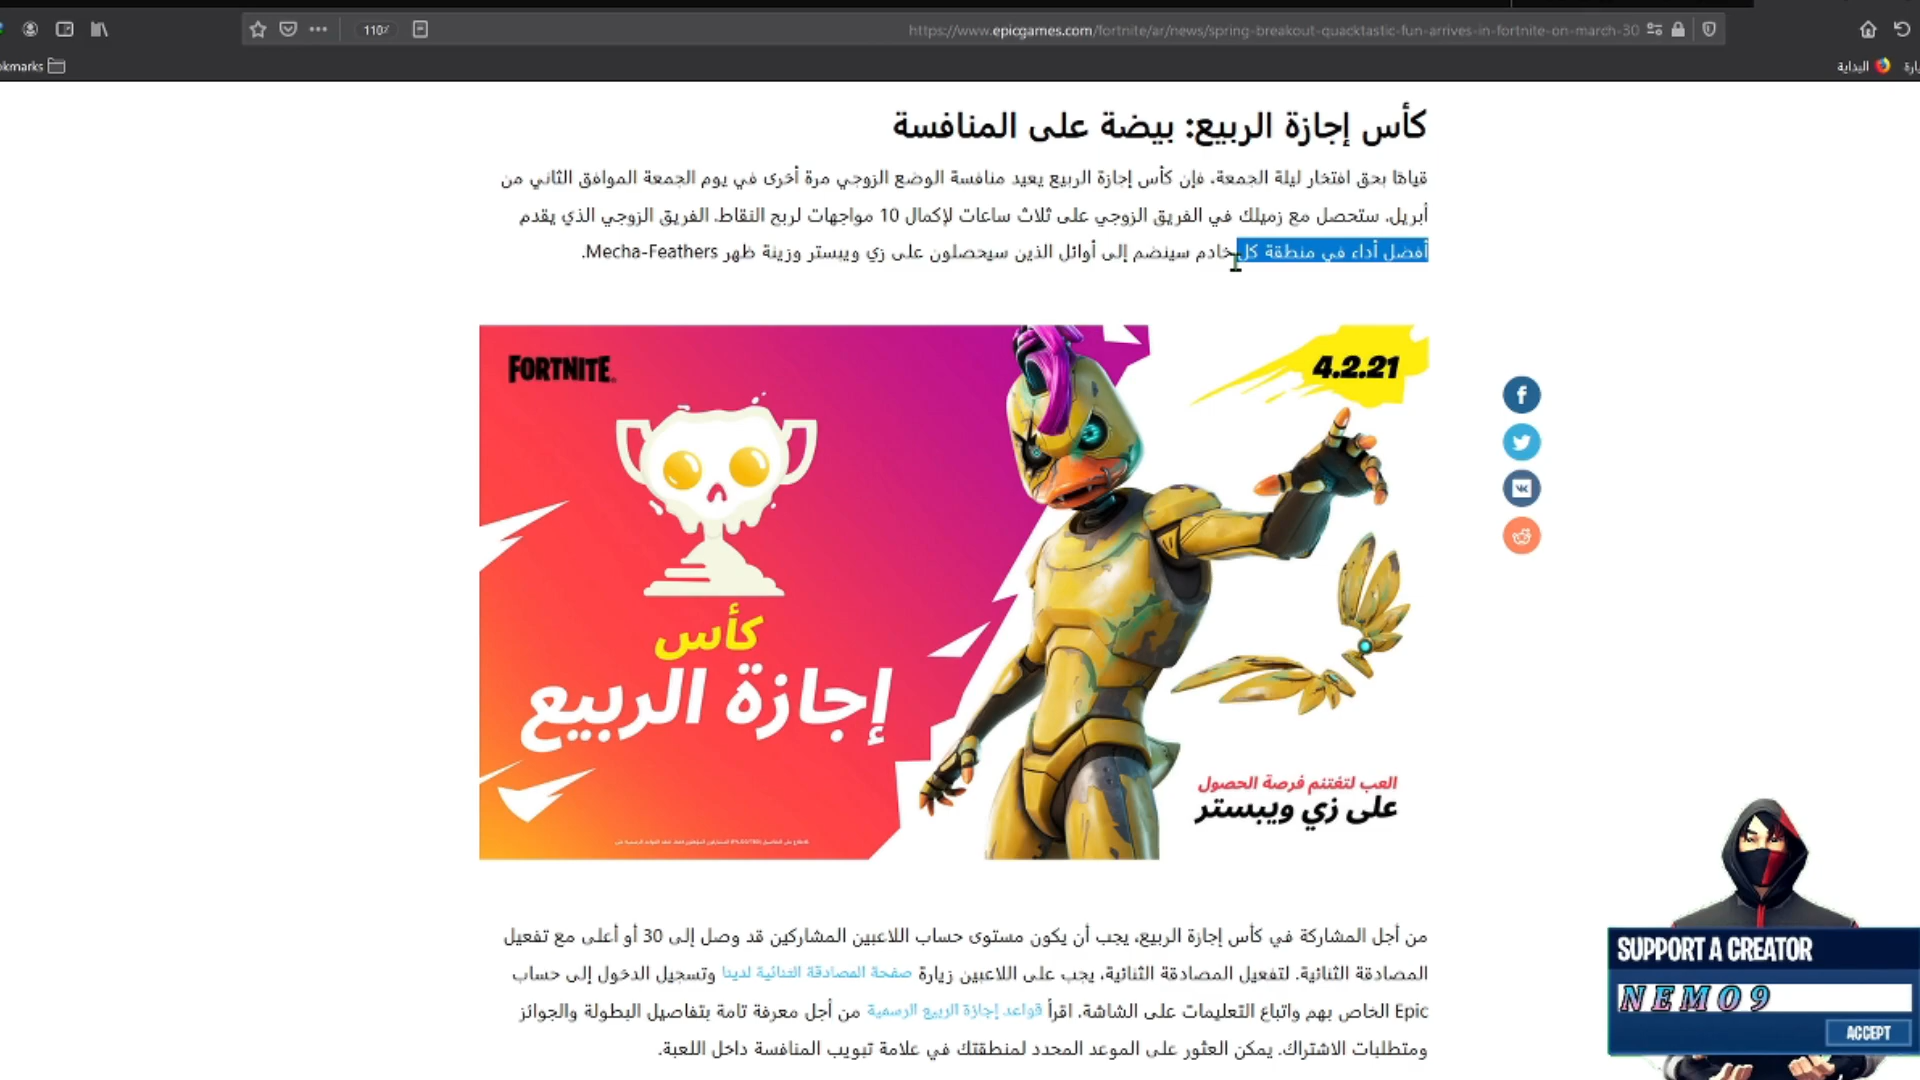 110%
https://www.epicgames.com/fortnite/ar/news/spring-breakout-quacktastic-fun-arrives-in-fortnite-on-march-30
kmarks
البداية
كأس إجازة الربيع: بيضة على المنافسة
قياقا بحق افتخار ليلة الجمعة، فإن كأس إجازة الربيع يعيد منافسة الوضع الزوجي مرة أخرى في يوم الجمعة الموافق الثاني من
أبريل. ستحصل مع زميلك في الفريق الزوجي على ثلاث ساعات لإكمال 10 مواجهات لربح النقاط. الفريق الزوجي الذي يقدم
أفضل أداء في منطقة كل خادم سينضم إلى أوائل الذين سيحصلون على زي ويبستر وزينة ظهر Mecha-Feathers.
FORTNITE
4.2.21
كأس
إجازة الربيع
العب لتغتنم فرصة الحصول
على زي ويبستر
من أجل المشاركة في كأس إجازة الربيع، يجب أن يكون مستوى حساب اللاعبين المشاركين قد وصل إلى 30 أو أعلى مع تفعيل
المصادقة الثنائية. لتفعيل المصادقة الثنائية، يجب على اللاعبين زيارة صفحة المصادقة الثنائية لدينا وتسجيل الدخول إلى حساب
Epic الخاص بهم واتباع التعليمات على الشاشة. اقرأ قواعد إجازة الربيع الرسمية من أجل معرفة تامة بتفاصيل البطولة والجوائز
ومتطلبات الاشتراك. يمكن العثور على الموعد المحدد لمنطقتك في علامة تبويب المنافسة داخل اللعبة.
SUPPORT A CREATOR
NEMO9
ACCEPT